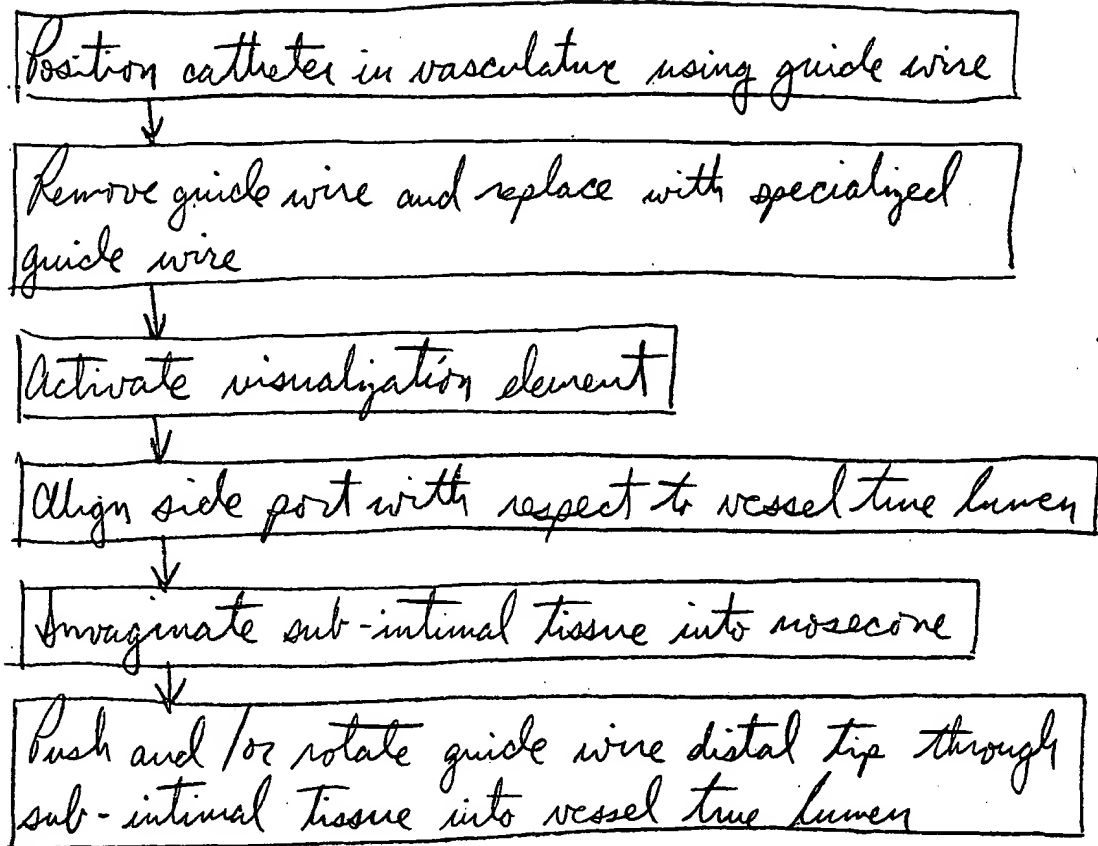 Position catheter in vasculature using guide wire
Remove guide wire and replace with specialized
guide wire
Activate visualization element
Align side port with respect to vessel true lumen
Invaginate sub-intimal tissue into nosecone
Push and/or rotate guide wire distal tip through
sub-intimal tissue into vessel true lumen